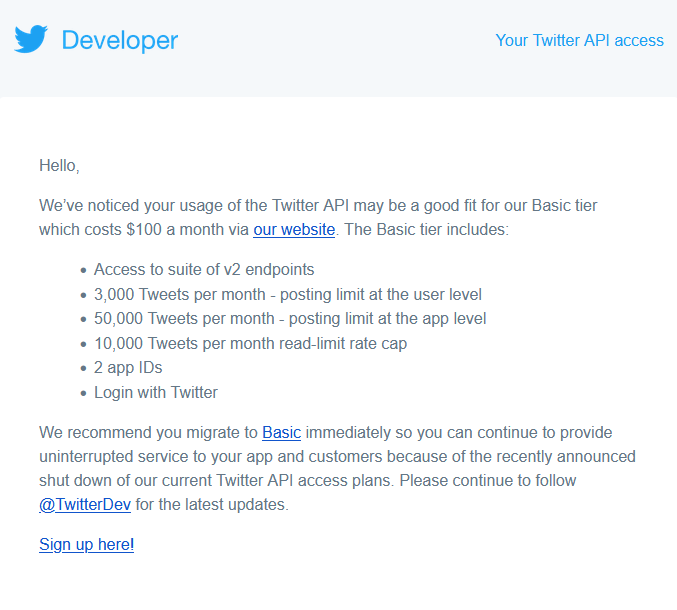 Developer
Your Twitter API access
Hello,
We’ve noticed your usage of the Twitter API may be a good fit for our Basic tier
which costs $100 a month via our website. The Basic tier includes:
• Access to suite of v2 endpoints
• 3,000 Tweets per month - posting limit at the user level
• 50,000 Tweets per month - posting limit at the app level
• 10,000 Tweets per month read-limit rate cap
• 2 app IDs
• Login with Twitter
We recommend you migrate to Basic immediately so you can continue to provide
uninterrupted service to your app and customers because of the recently announced
shut down of our current Twitter API access plans. Please continue to follow
@TwitterDev for the latest updates.
Sign up here!